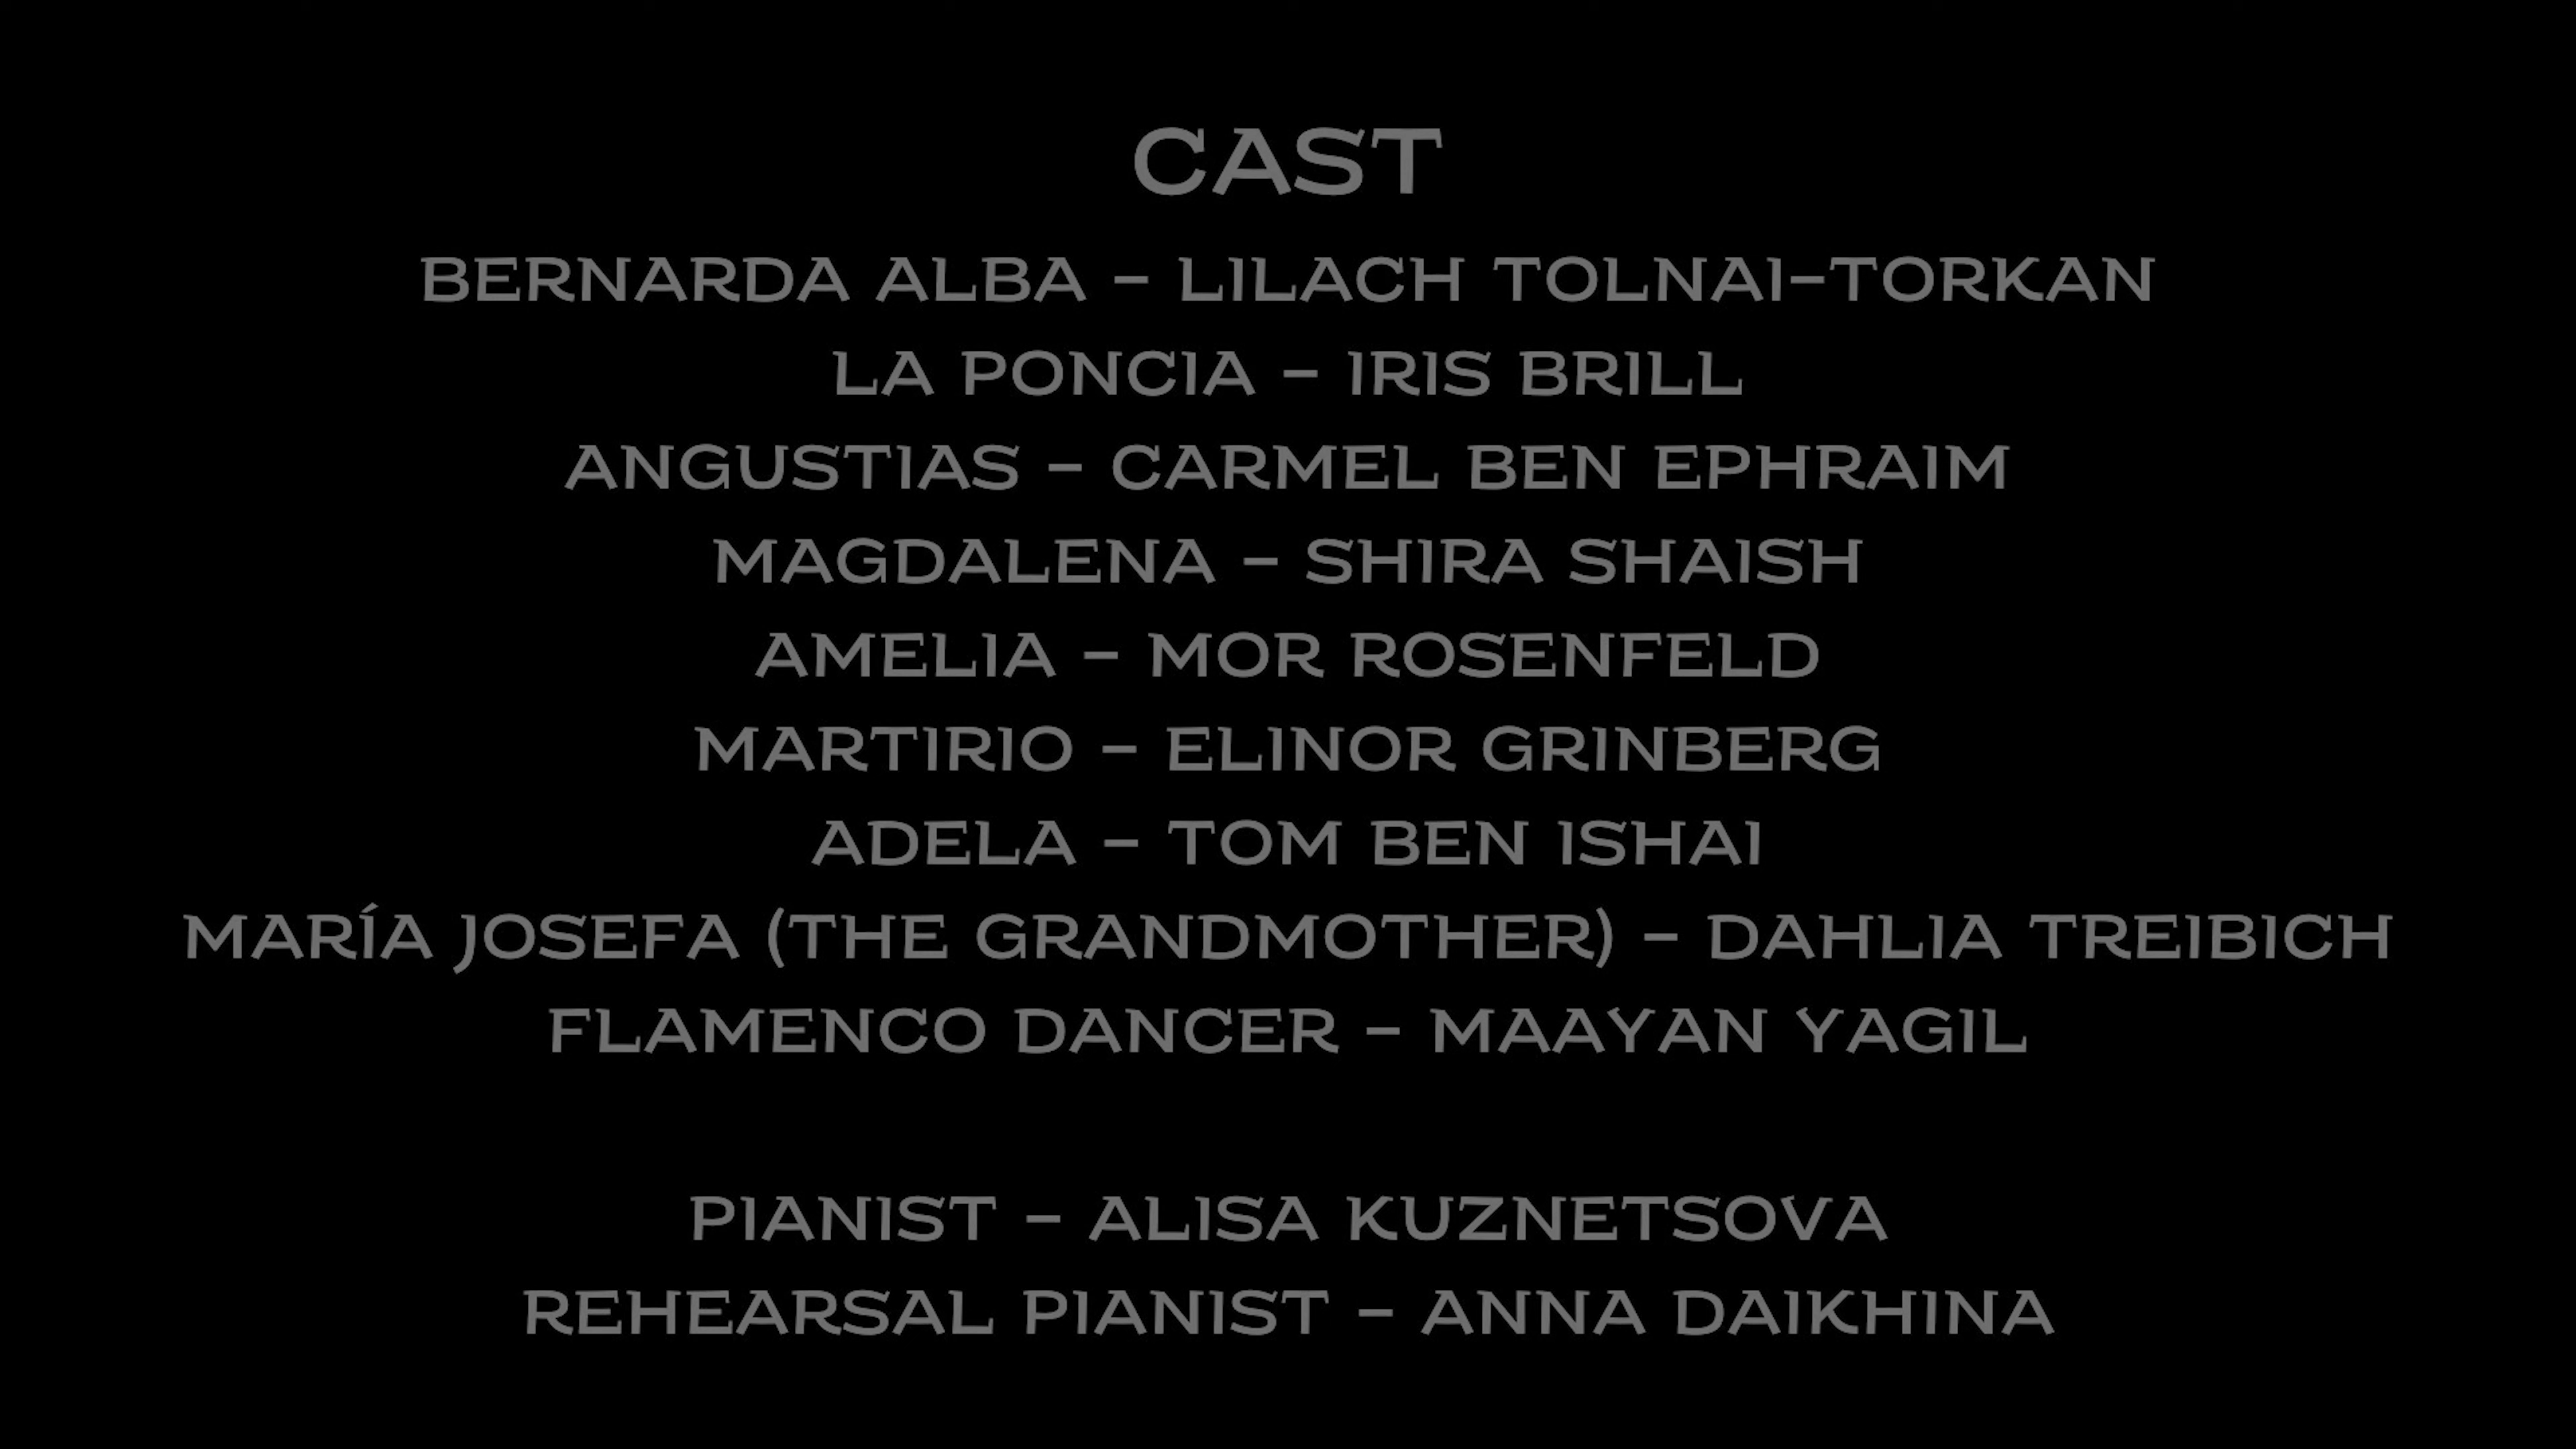 CAST
BERNARDA ALBA – LILACH TOLNAI–TORKAN
LA PONCIA – IRIS BRILL
ANGUSTIAS – CARMEL BEN EPHRAIM
MAGDALENA – SHIRA SHAISH
AMELIA – MOR ROSENFELD
MARTIRIO – ELINOR GRINBERG
ADELA – TOM BEN ISHAI
MARÍA JOSEFA (THE GRANDMOTHER) – DAHLIA TREIBICH
FLAMENCO DANCER – MAAYAN YAGIL
PIANIST – ALISA KUZNETSOVA
REHEARSAL PIANIST – ANNA DAIKHINA